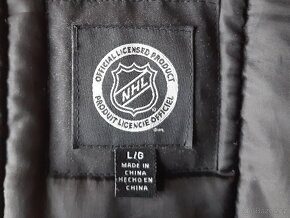 OFFICIAL LICENSED PRODUCT
NHL
PRODUIT LICENCIÉ OFFICIEL
L/G
MADE IN
CHINA
HECHO EN
CHINA